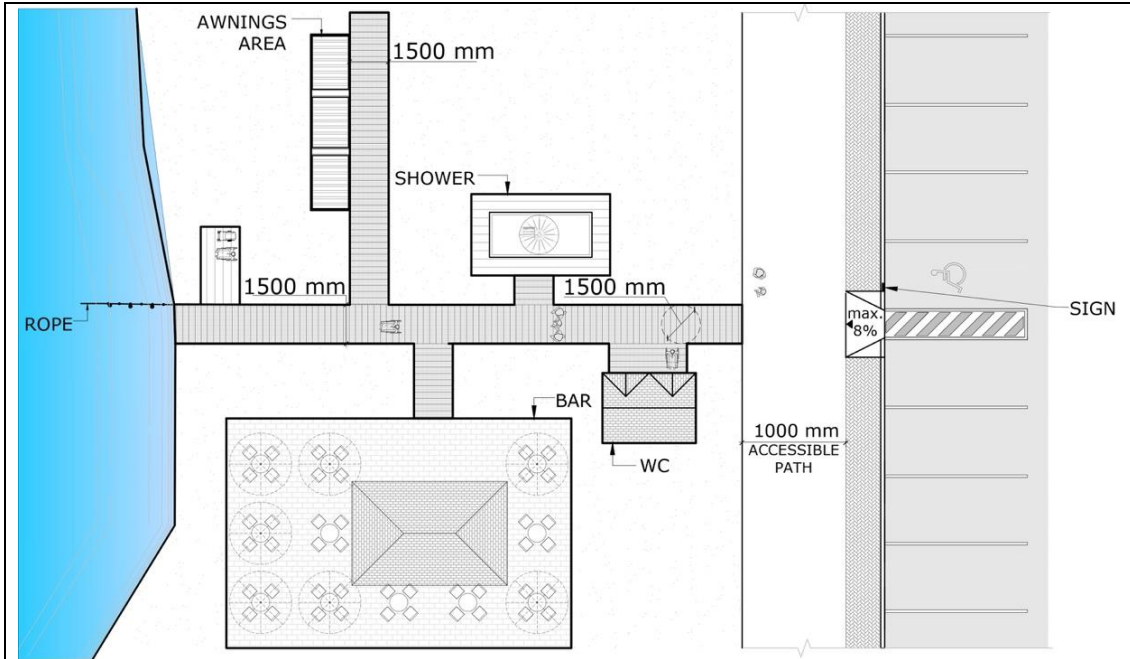 AWNINGS
AREA
1500 mm
SHOWER
1500 mm
1500 mm
ROPE
max.
8%
SIGN
BAR
1000 mm
ACCESSIBLE
PATH
WC